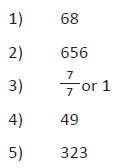 1) 68
2) 656
3) 7/7 or 1
4) 49
5) 323